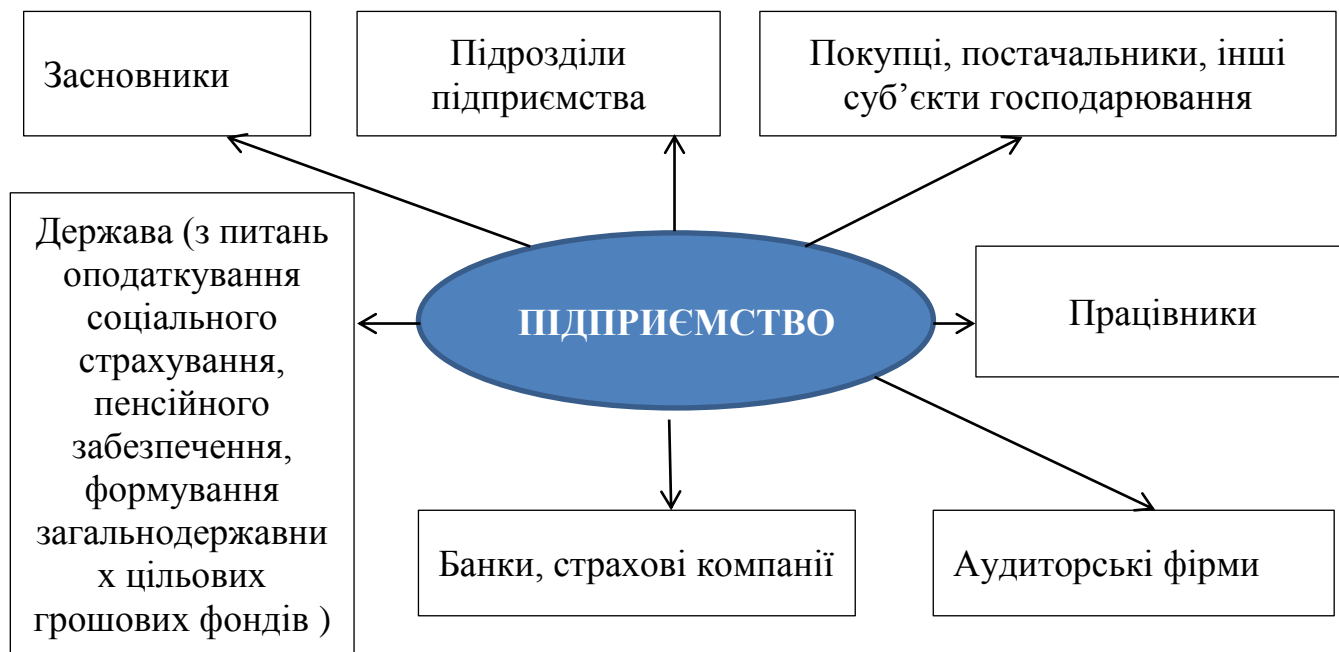 Засновники
Підрозділи
підприємства
Покупці, постачальники, інші
суб’єкти господарювання
Держава (з питань
оподаткування
соціального
страхування,
пенсійного
забезпечення,
формування
загальнодержавни
х цільових
грошових фондів )
ПІДПРИЄМСТВО
Працівники
Банки, страхові компанії
Аудиторські фірми